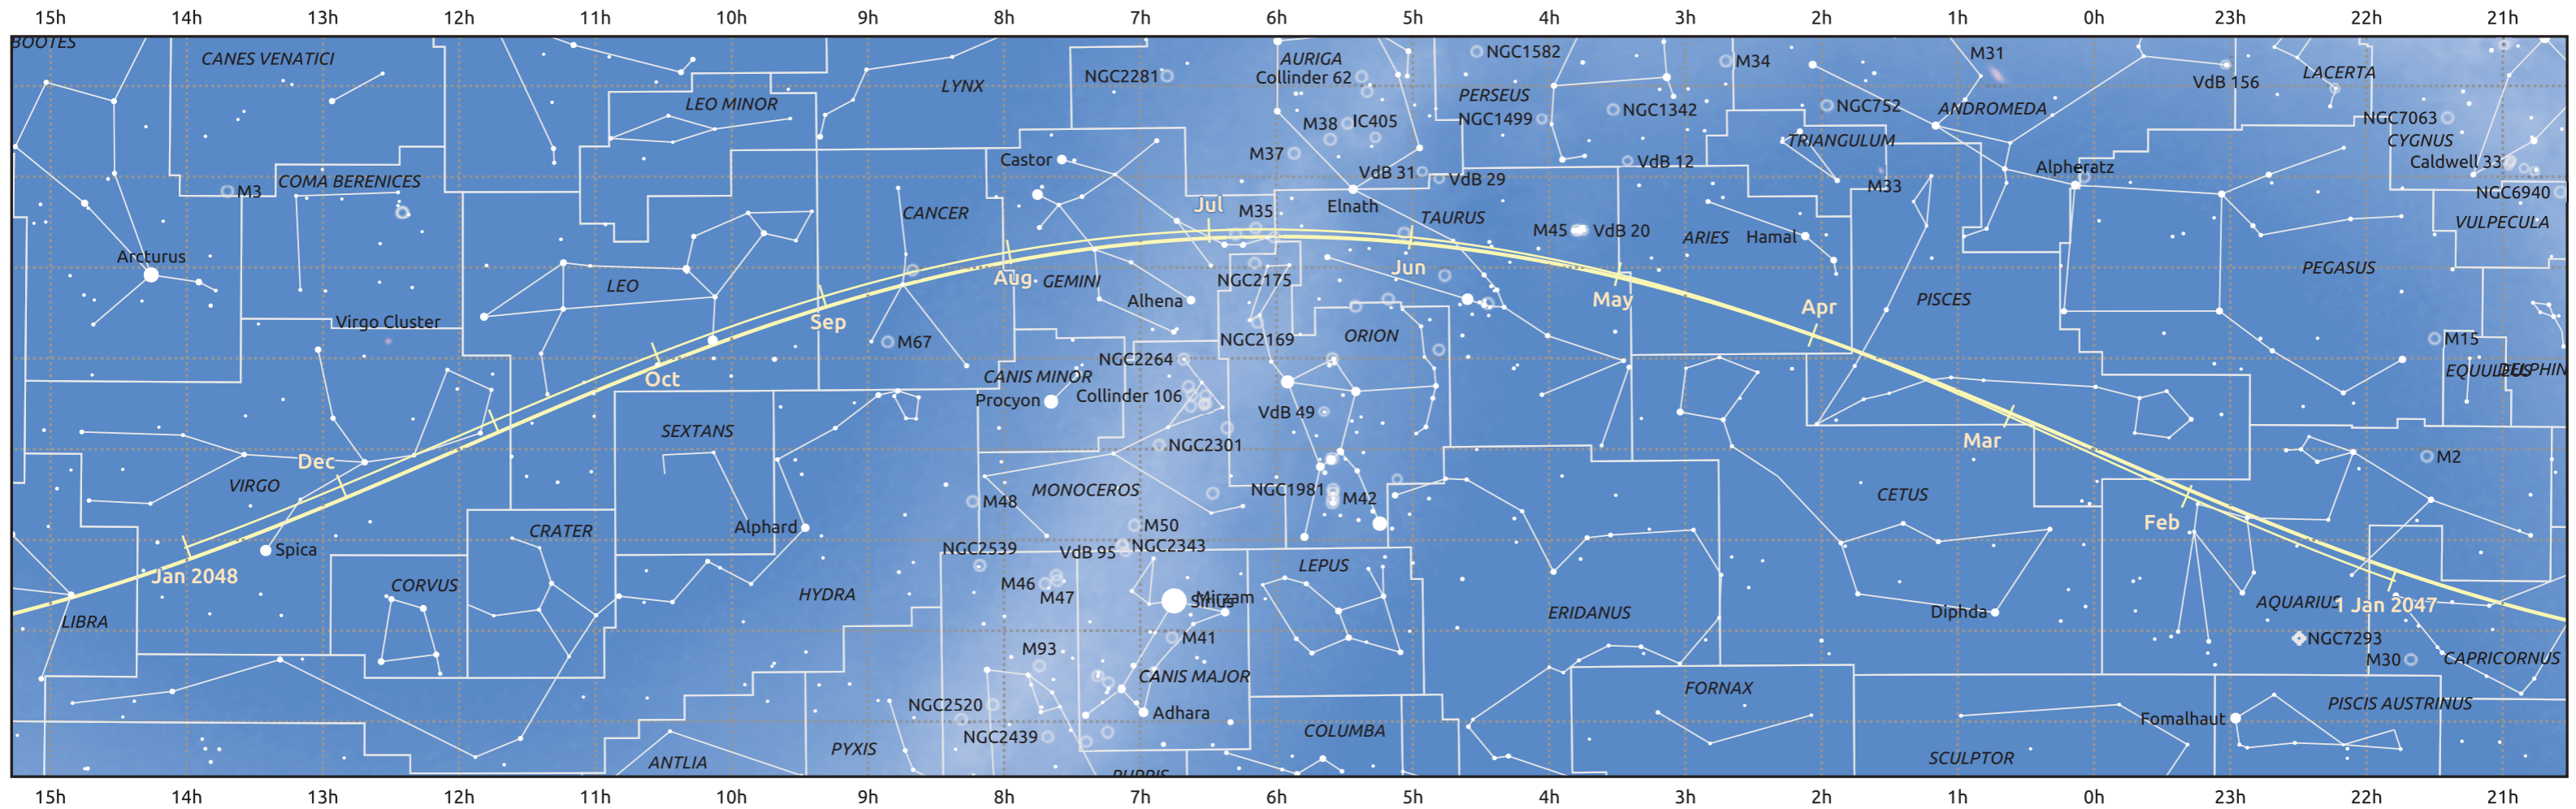 15h 14h 13h 12h 11h 10h 9h 8h 7h 6h 5h 4h 3h 2h 1h 0h 23h 22h 21h
BOOTES
CANES VENATICI
LYNX
NGC2281
AURIGA
Collinder 62
NGC1582
PERSEUS
M34
M31
VdB 156
LACERTA
LEO MINOR
M38
IC405
NGC1499
NGC1342
NGC752
ANDROMEDA
NGC7063
CYGNUS
Castor
M37
VdB 31
VdB 29
VdB 12
TRIANGULUM
M33
Alpheratz
Caldwell 33
NGC6940
M3
COMA BERENICES
CANCER
Jul
M35
Elnath
TAURUS
M45
VdB 20
ARIES
Hamal
VULPECULA
Arcturus
LEO
Aug
GEMINI
NGC2175
Jun
May
Apr
PISCES
PEGASUS
Virgo Cluster
Sep
Alhena
ORION
M67
NGC2169
M15
Oct
NGC2264
CANIS MINOR
Procyon
Collinder 106
EQUULEUS
DELPHIN
VdB 49
SEXTANS
NGC2301
Mar
M2
Dec
VIRGO
MONOCEROS
M48
NGC1981
M42
CETUS
Feb
CRATER
Alphard
M50
Spica
NGC2539
VdB 95
NGC2343
Jan 2048
CORVUS
HYDRA
M46
M47
LEPUS
Sirius
Mirzam
ERIDANUS
Diphda
AQUARIUS
1 Jan 2047
LIBRA
M41
NGC7293
M93
CANIS MAJOR
M30
CAPRICORNUS
FORNAX
NGC2520
Adhara
PISCIS AUSTRINUS
Fomalhaut
NGC2439
COLUMBA
PYXIS
ANTLIA
SCULPTOR
PUPPIS
15h 14h 13h 12h 11h 10h 9h 8h 7h 6h 5h 4h 3h 2h 1h 0h 23h 22h 21h